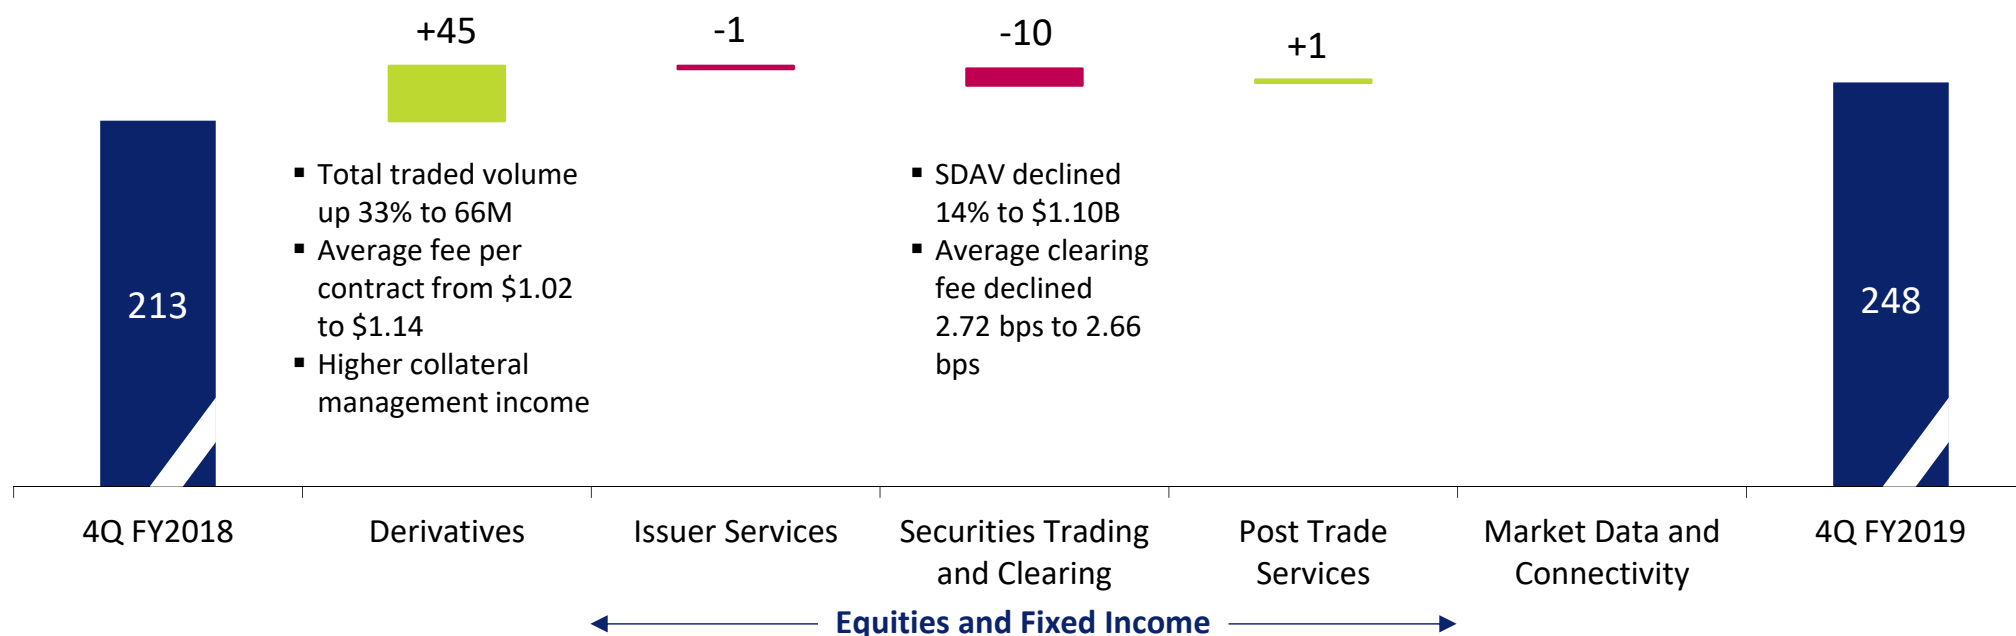 +45
-1
-10
+1
213
▪ Total traded volume
up 33% to 66M
▪ Average fee per
contract from $1.02
to $1.14
▪ Higher collateral
management income
▪ SDAV declined
14% to $1.10B
▪ Average clearing
fee declined
2.72 bps to 2.66
bps
248
4Q FY2018
Derivatives
Issuer Services
Securities Trading
and Clearing
Post Trade
Services
Market Data and
Connectivity
4Q FY2019
Equities and Fixed Income